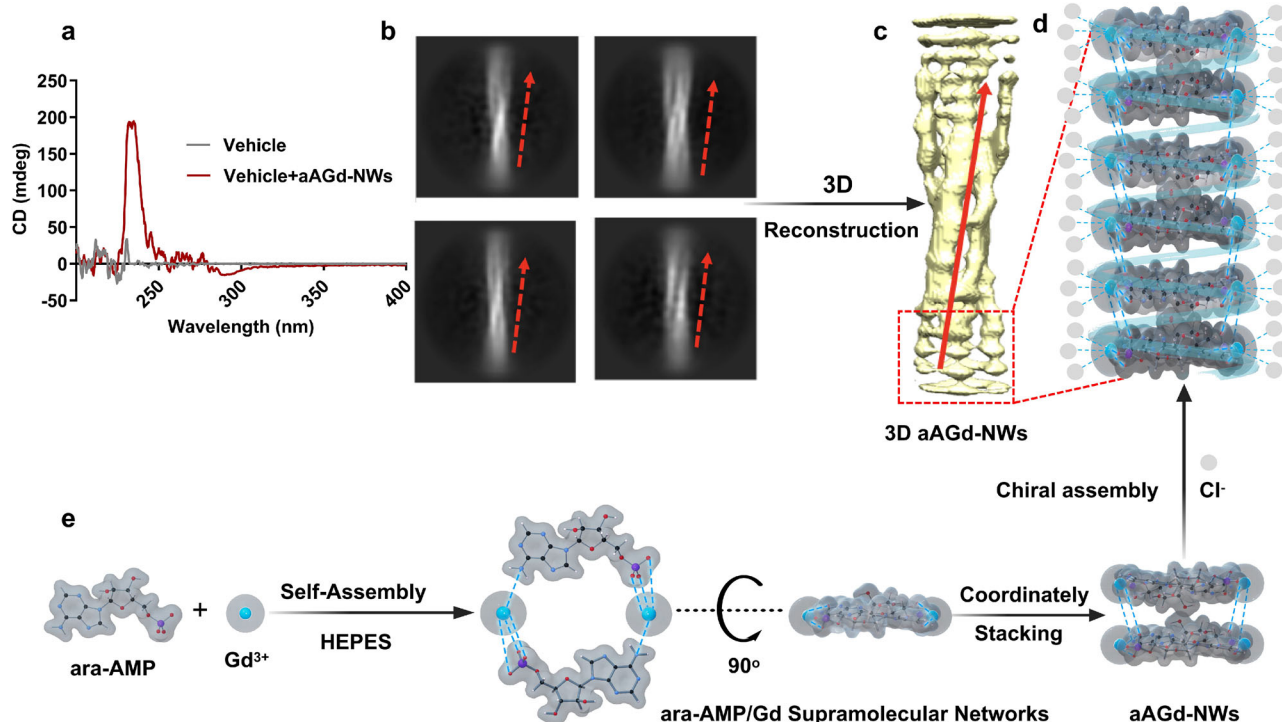 a
250
200
150
100
50
0
-50
CD (mdeg)
Vehicle
Vehicle+aAGd-NWs
250
300
350
400
Wavelength (nm)
b
3D
Reconstruction
c
3D aAGd-NWs
d
Chiral assembly
Cl-
e
ara-AMP
+
Gd³⁺
Self-Assembly
HEPES
90°
ara-AMP/Gd Supramolecular Networks
Coordinately
Stacking
aAGd-NWs